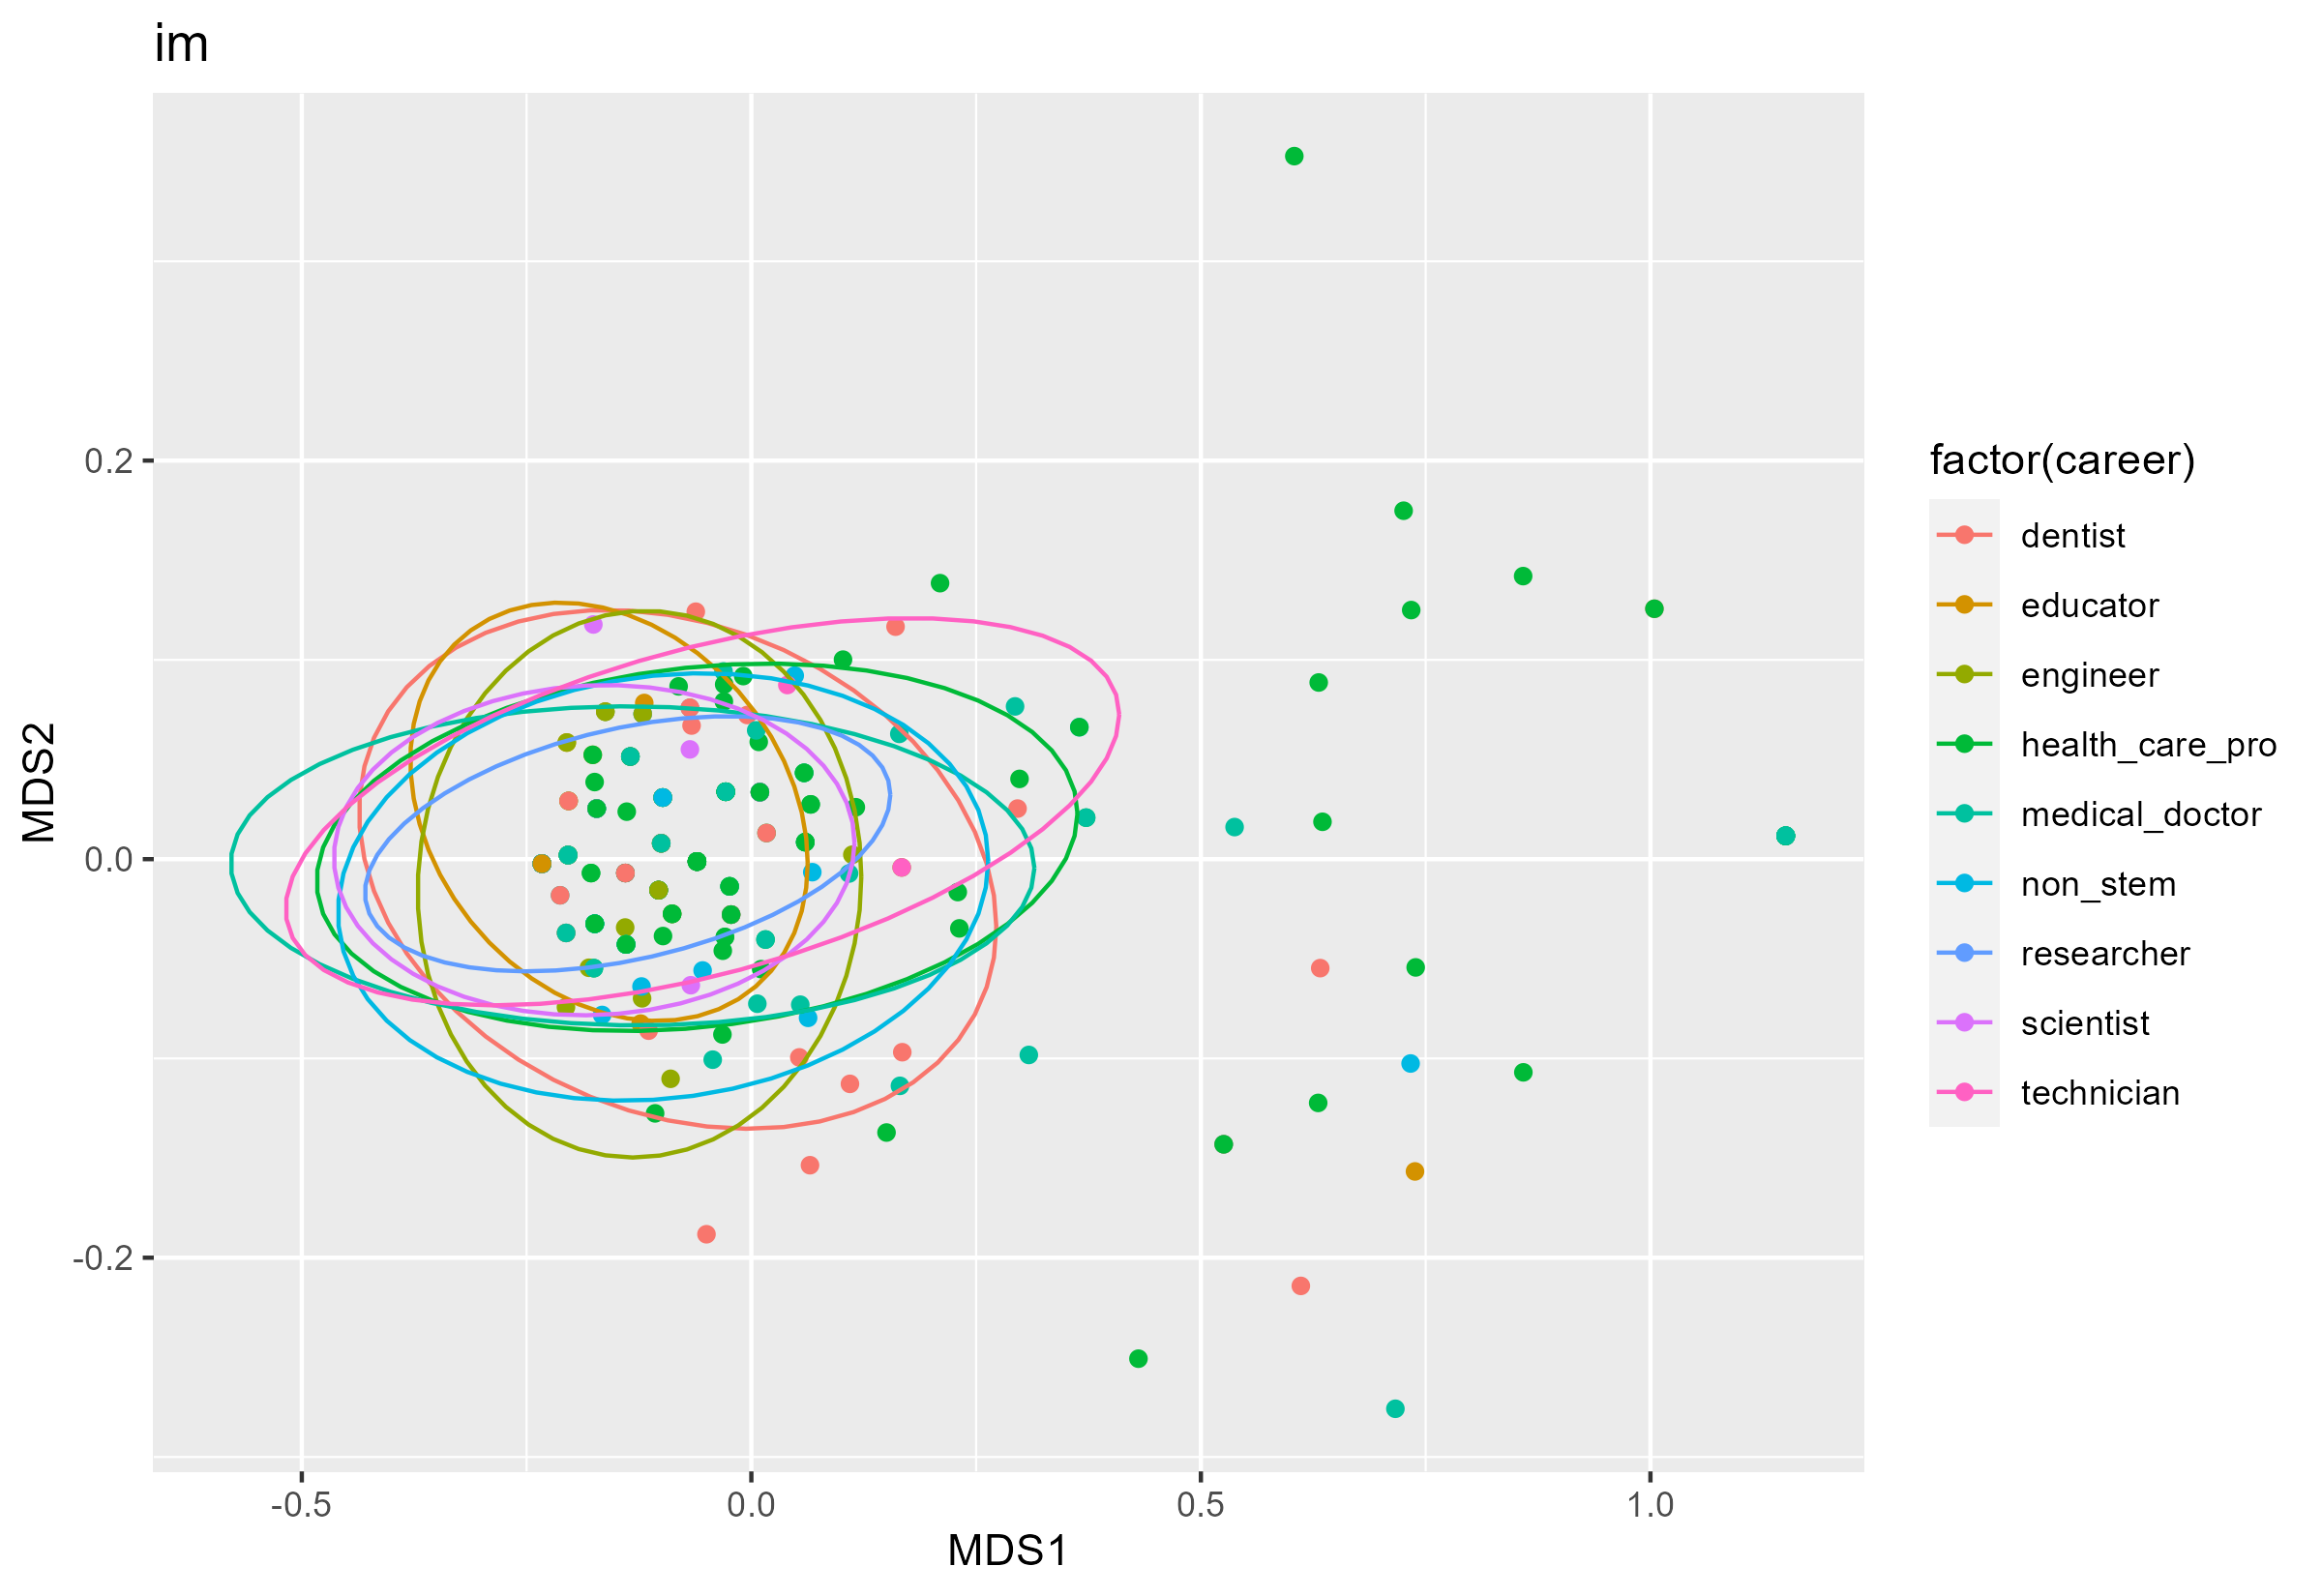 im
MDS2
0.2
0.0
-0.2
-0.5
0.0
0.5
1.0
MDS1
factor(career)
dentist
educator
engineer
health_care_pro
medical_doctor
non_stem
researcher
scientist
technician